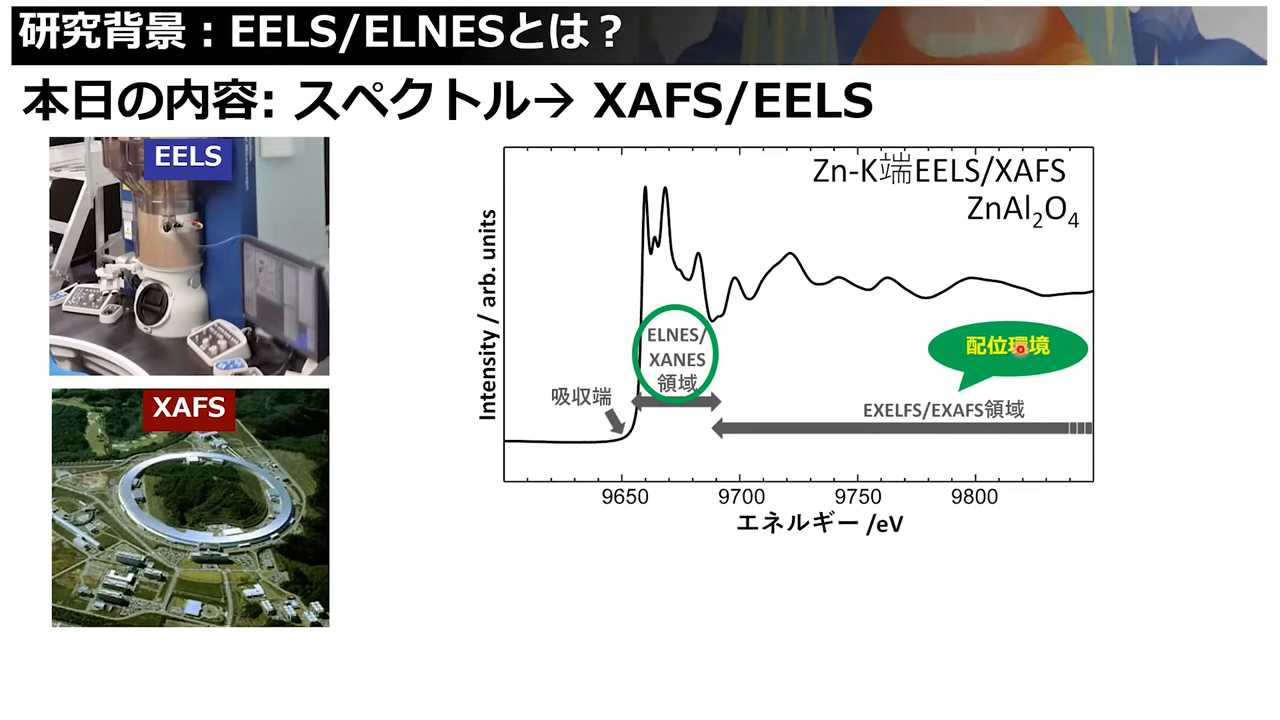 研究背景：EELS/ELNESとは？
本日の内容: スペクトル→ XAFS/EELS
EELS
XAFS
Zn-K端EELS/XAFS
ZnAl2O4
Intensity / arb. units
ELNES/
XANES
領域
吸収端
配位環境
EXELFS/EXAFS領域
9650 9700 9750 9800
エネルギー /eV